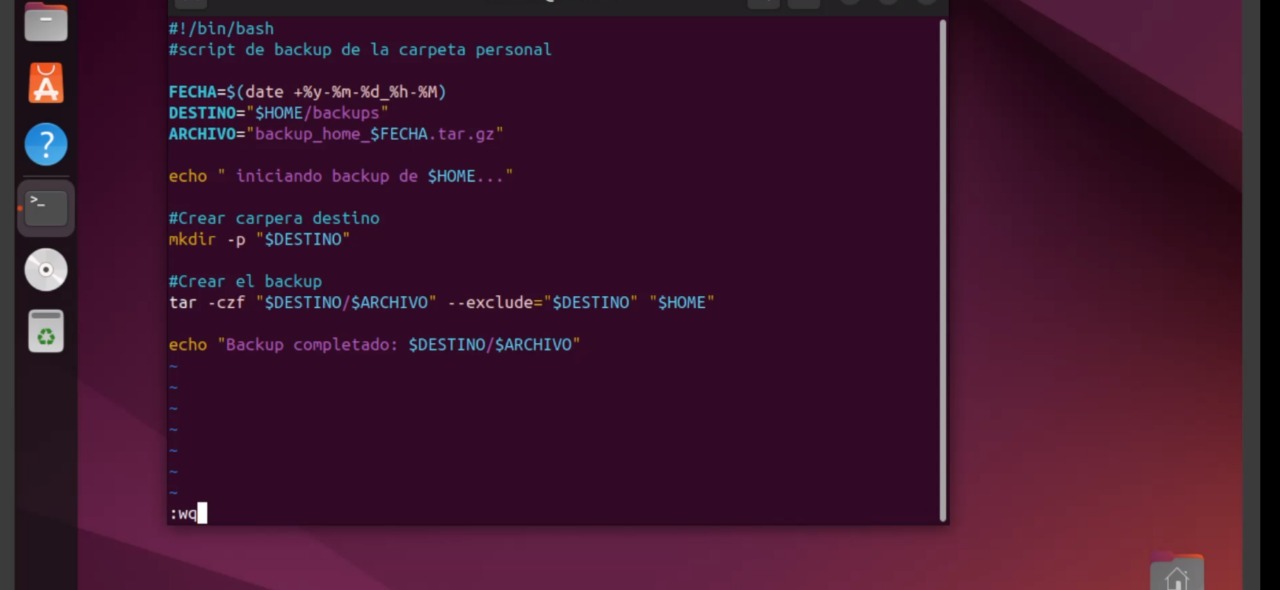 #!/bin/bash
#script de backup de la carpeta personal
FECHA=$(date +%y-%m-%d_%h-%M)
DESTINO="$HOME/backups"
ARCHIVO="backup_home_$FECHA.tar.gz"
echo " iniciando backup de $HOME..."
#Crear carpera destino
mkdir -p "$DESTINO"
#Crear el backup
tar -czf "$DESTINO/$ARCHIVO" --exclude="$DESTINO" "$HOME"
echo "Backup completado: $DESTINO/$ARCHIVO"
~
~
~
~
~
~
~
:wq